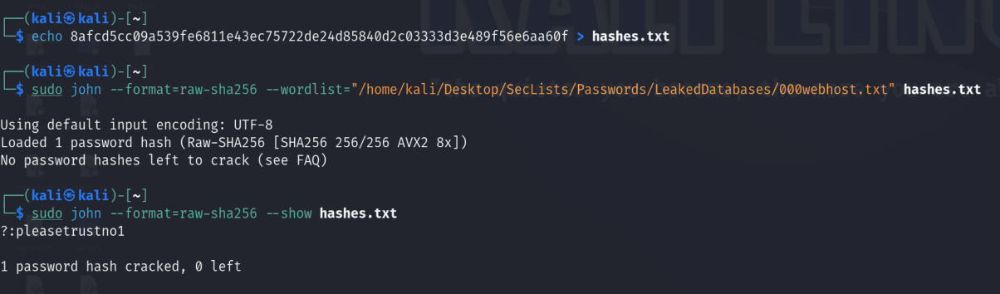 ┌──(kali㉿kali)-[~]
└─$ echo 8afcd5cc09a539fe6811e43ec75722de24d85840d2c03333d3e489f56e6aa60f > hashes.txt
┌──(kali㉿kali)-[~]
└─$ sudo john --format=raw-sha256 --wordlist="/home/kali/Desktop/SecLists/Passwords/LeakedDatabases/000webhost.txt" hashes.txt
Using default input encoding: UTF-8
Loaded 1 password hash (Raw-SHA256 [SHA256 256/256 AVX2 8x])
No password hashes left to crack (see FAQ)
┌──(kali㉿kali)-[~]
└─$ sudo john --format=raw-sha256 --show hashes.txt
?:pleasetrustno1
1 password hash cracked, 0 left